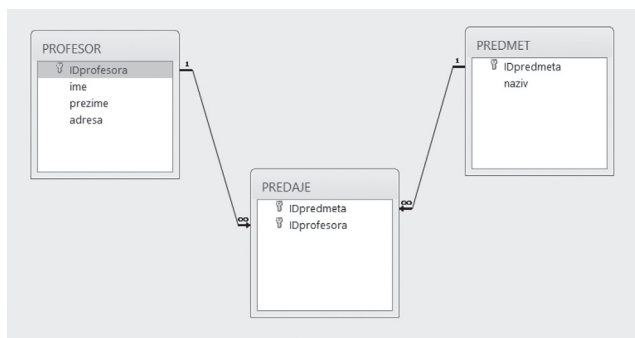 PROFESOR
IDprofesora
ime
prezime
adresa
1
∞
PREDMET
IDpredmeta
naziv
1
∞
PREDAJE
IDpredmeta
IDprofesora